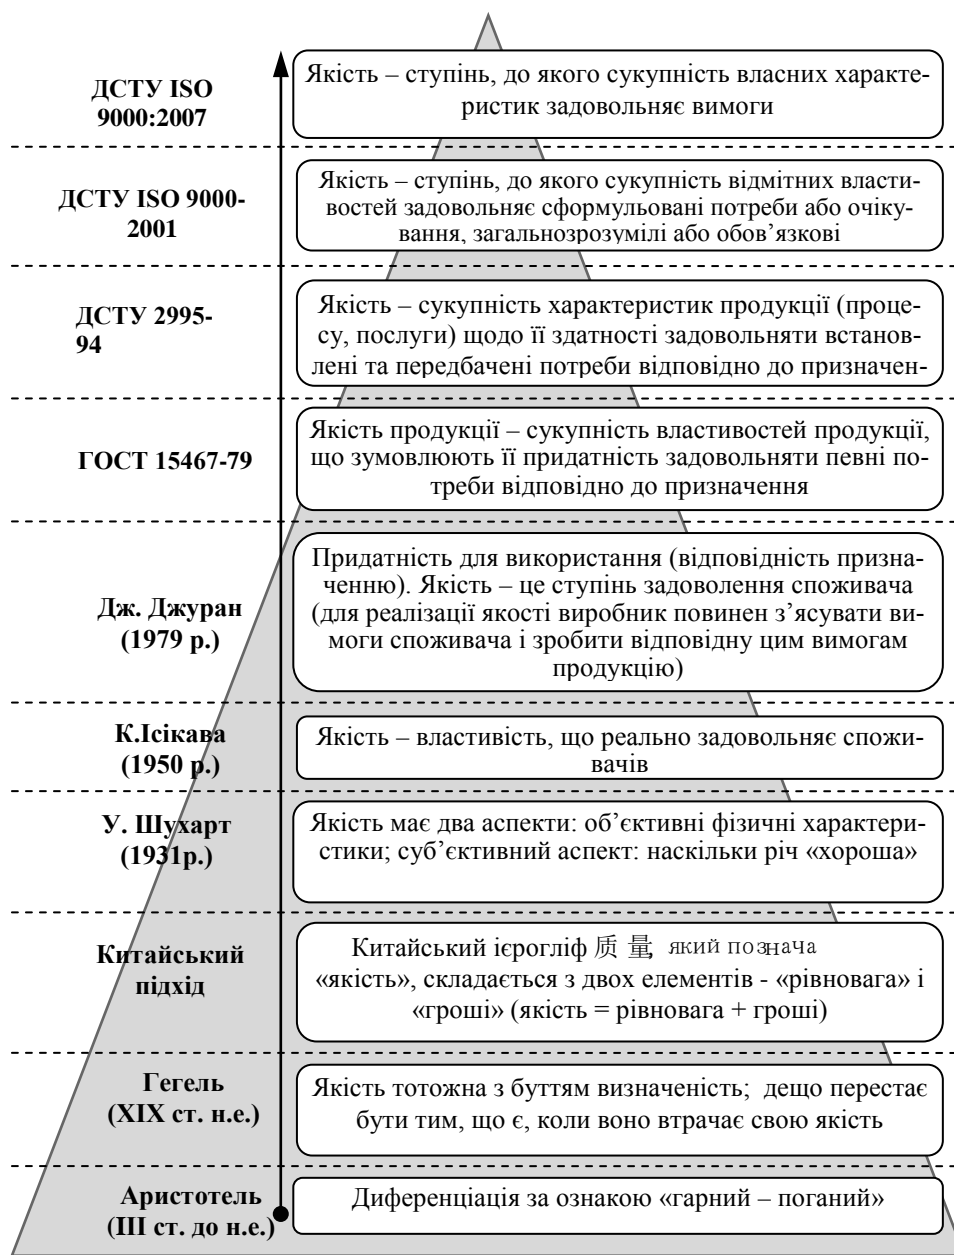 ДСТУ ISO
9000:2007
Якість – ступінь, до якого сукупність власних характе-
ристик задовольняє вимоги
ДСТУ ISO 9000-
2001
Якість – ступінь, до якого сукупність відмітних власти-
востей задовольняє сформульовані потреби або очіку-
вання, загальнозрозумілі або обов’язкові
ДСТУ 2995-
94
Якість – сукупність характеристик продукції (проце-
су, послуги) щодо її здатності задовольняти встанов-
лені та передбачені потреби відповідно до призначен-
ГОСТ 15467-79
Якість продукції – сукупність властивостей продукції,
що зумовлюють її придатність задовольняти певні по-
треби відповідно до призначення
Дж. Джуран
(1979 р.)
Придатність для використання (відповідність призна-
ченню). Якість – це ступінь задоволення споживача
(для реалізації якості виробник повинен з’ясувати ви-
моги споживача і зробити відповідну цим вимогам
продукцію)
К.Ісікава
(1950 р.)
Якість – властивість, що реально задовольняє спожи-
вачів
У. Шухарт
(1931р.)
Якість має два аспекти: об’єктивні фізичні характери-
стики; суб’єктивний аспект: наскільки річ «хороша»
Китайський
підхід
Китайський ієрогліф 质 量, який познача
«якість», складається з двох елементів - «рівновага» і
«гроші» (якість = рівновага + гроші)
Гегель
(XIX ст. н.е.)
Якість тотожна з буттям визначеність; дещо перестає
бути тим, що є, коли воно втрачає свою якість
Аристотель
(III ст. до н.е.)
Диференціація за ознакою «гарний – поганий»